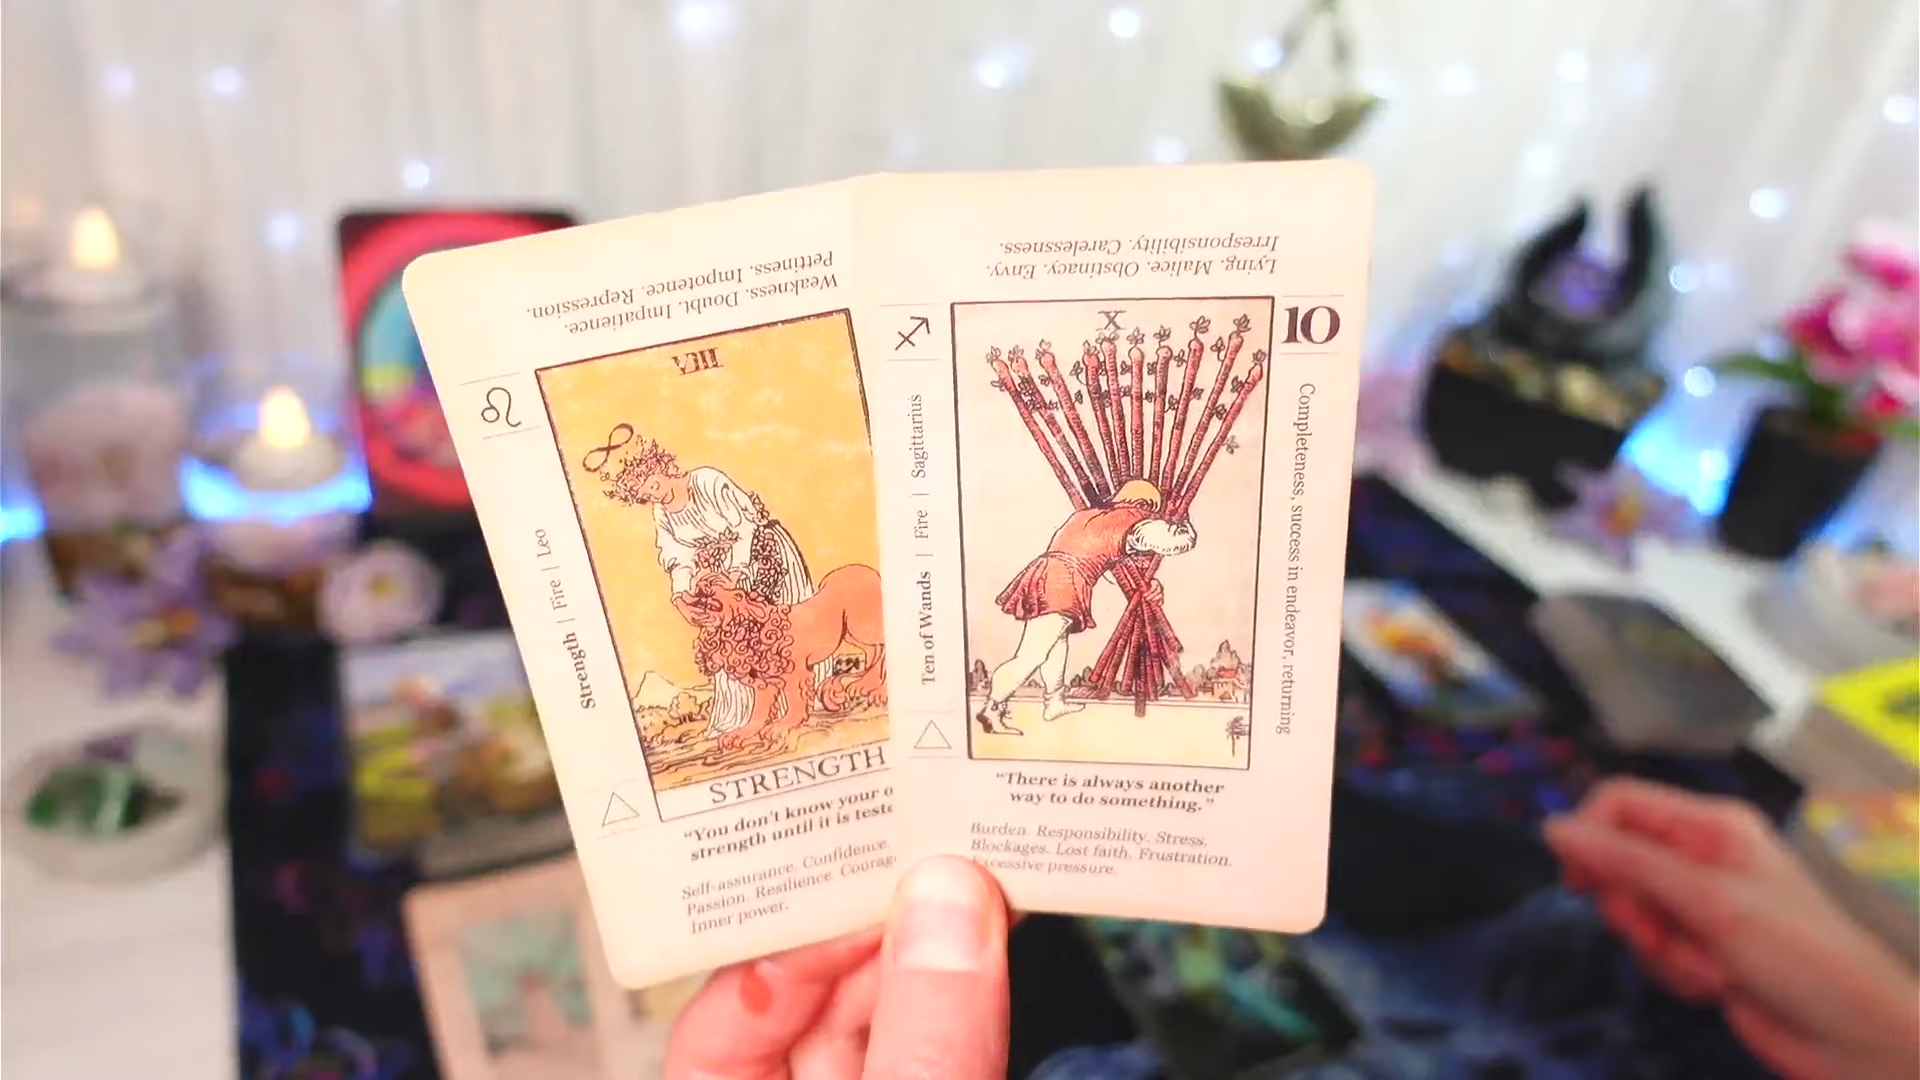 Weakness. Doubt. Impatience.
Pettiness. Impotence. Repression.
VIII
Strength | Fire | Leo
STRENGTH
"You don't know your o
strength until it is teste
Self-assurance. Confidence.
Passion. Resilience. Courag
Inner power.
Lying. Malice. Obstinacy. Envy.
Irresponsibility. Carelessness.
10
X
Ten of Wands | Fire | Sagittarius
Completeness, success in endeavor, returning
"There is always another
way to do something."
Burden. Responsibility. Stress.
Blockages. Lost faith. Frustration.
xcessive pressure.